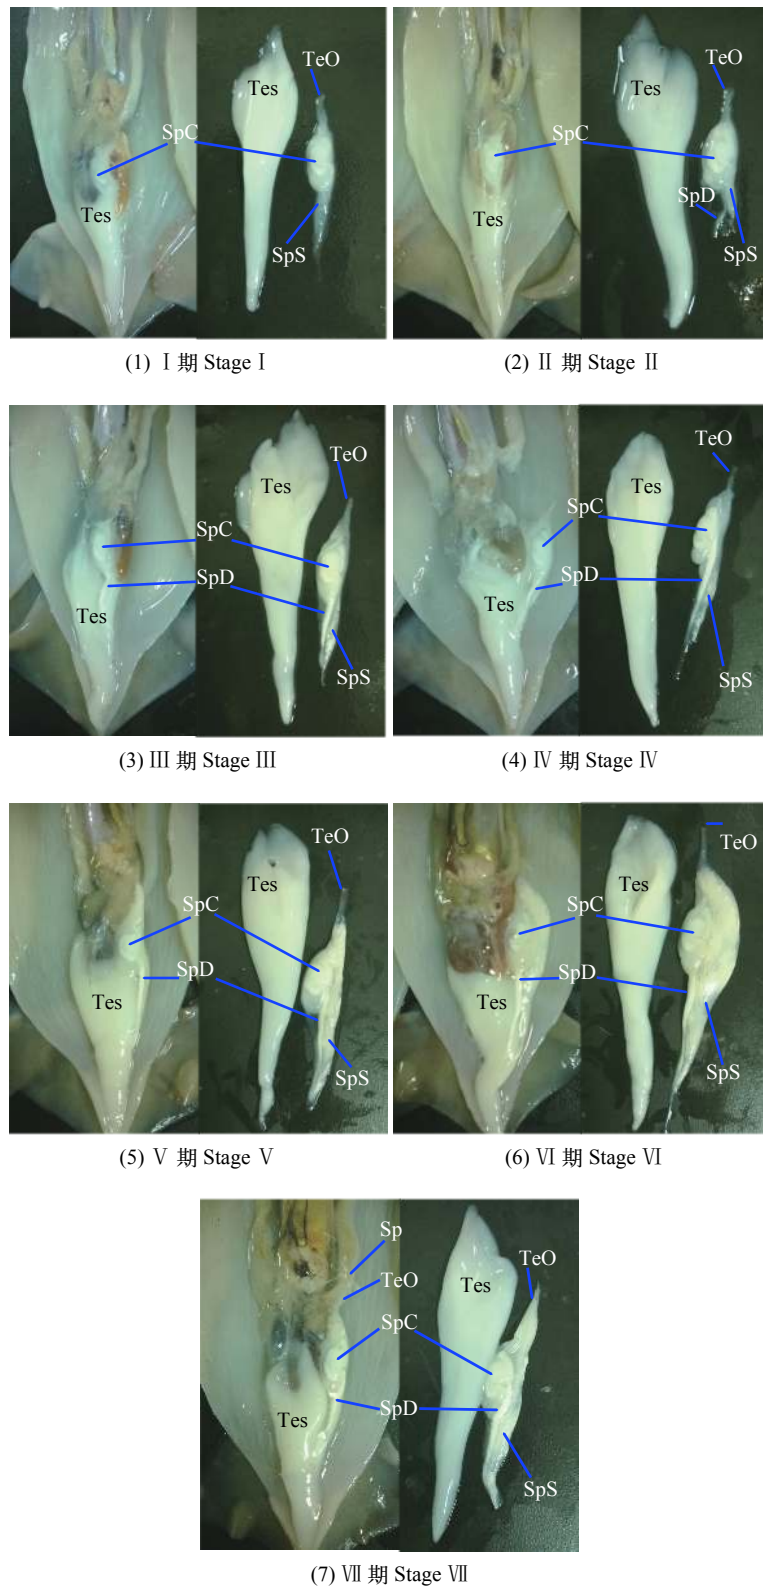 TeO
Tes
SpC
Tes
SpS
(1) Ⅰ 期 Stage Ⅰ
TeO
Tes
SpC
SpD
Tes
SpS
(2) Ⅱ 期 Stage Ⅱ
TeO
Tes
SpC
SpD
Tes
SpS
(3) Ⅲ 期 Stage Ⅲ
TeO
Tes
SpC
SpD
Tes
SpS
(4) Ⅳ 期 Stage Ⅳ
TeO
Tes
SpC
SpD
Tes
SpS
(5) Ⅴ 期 Stage Ⅴ
TeO
Tes
SpC
SpD
Tes
SpS
(6) Ⅵ 期 Stage Ⅵ
Sp
TeO
TeO
Tes
SpC
SpD
Tes
SpS
(7) Ⅶ 期 Stage Ⅶ